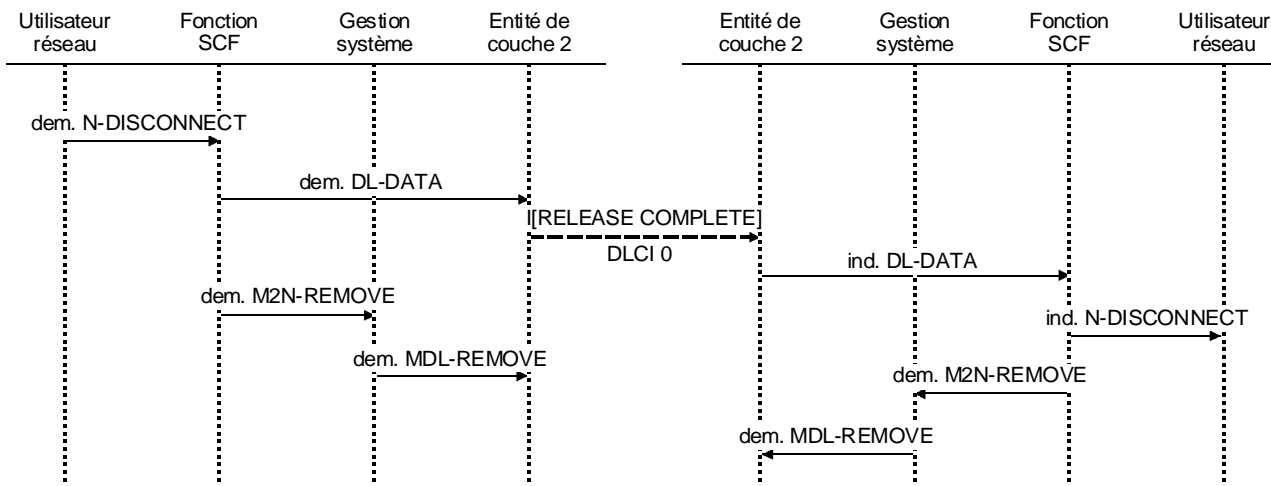 Utilisateur réseau
Fonction SCF
Gestion système
Entité de couche 2
Entité de couche 2
Gestion système
Fonction SCF
Utilisateur réseau
dem. N-DISCONNECT
dem. DL-DATA
[RELEASE COMPLETE]
DLCI 0
ind. DL-DATA
dem. M2N-REMOVE
ind. N-DISCONNECT
dem. MDL-REMOVE
dem. M2N-REMOVE
dem. MDL-REMOVE